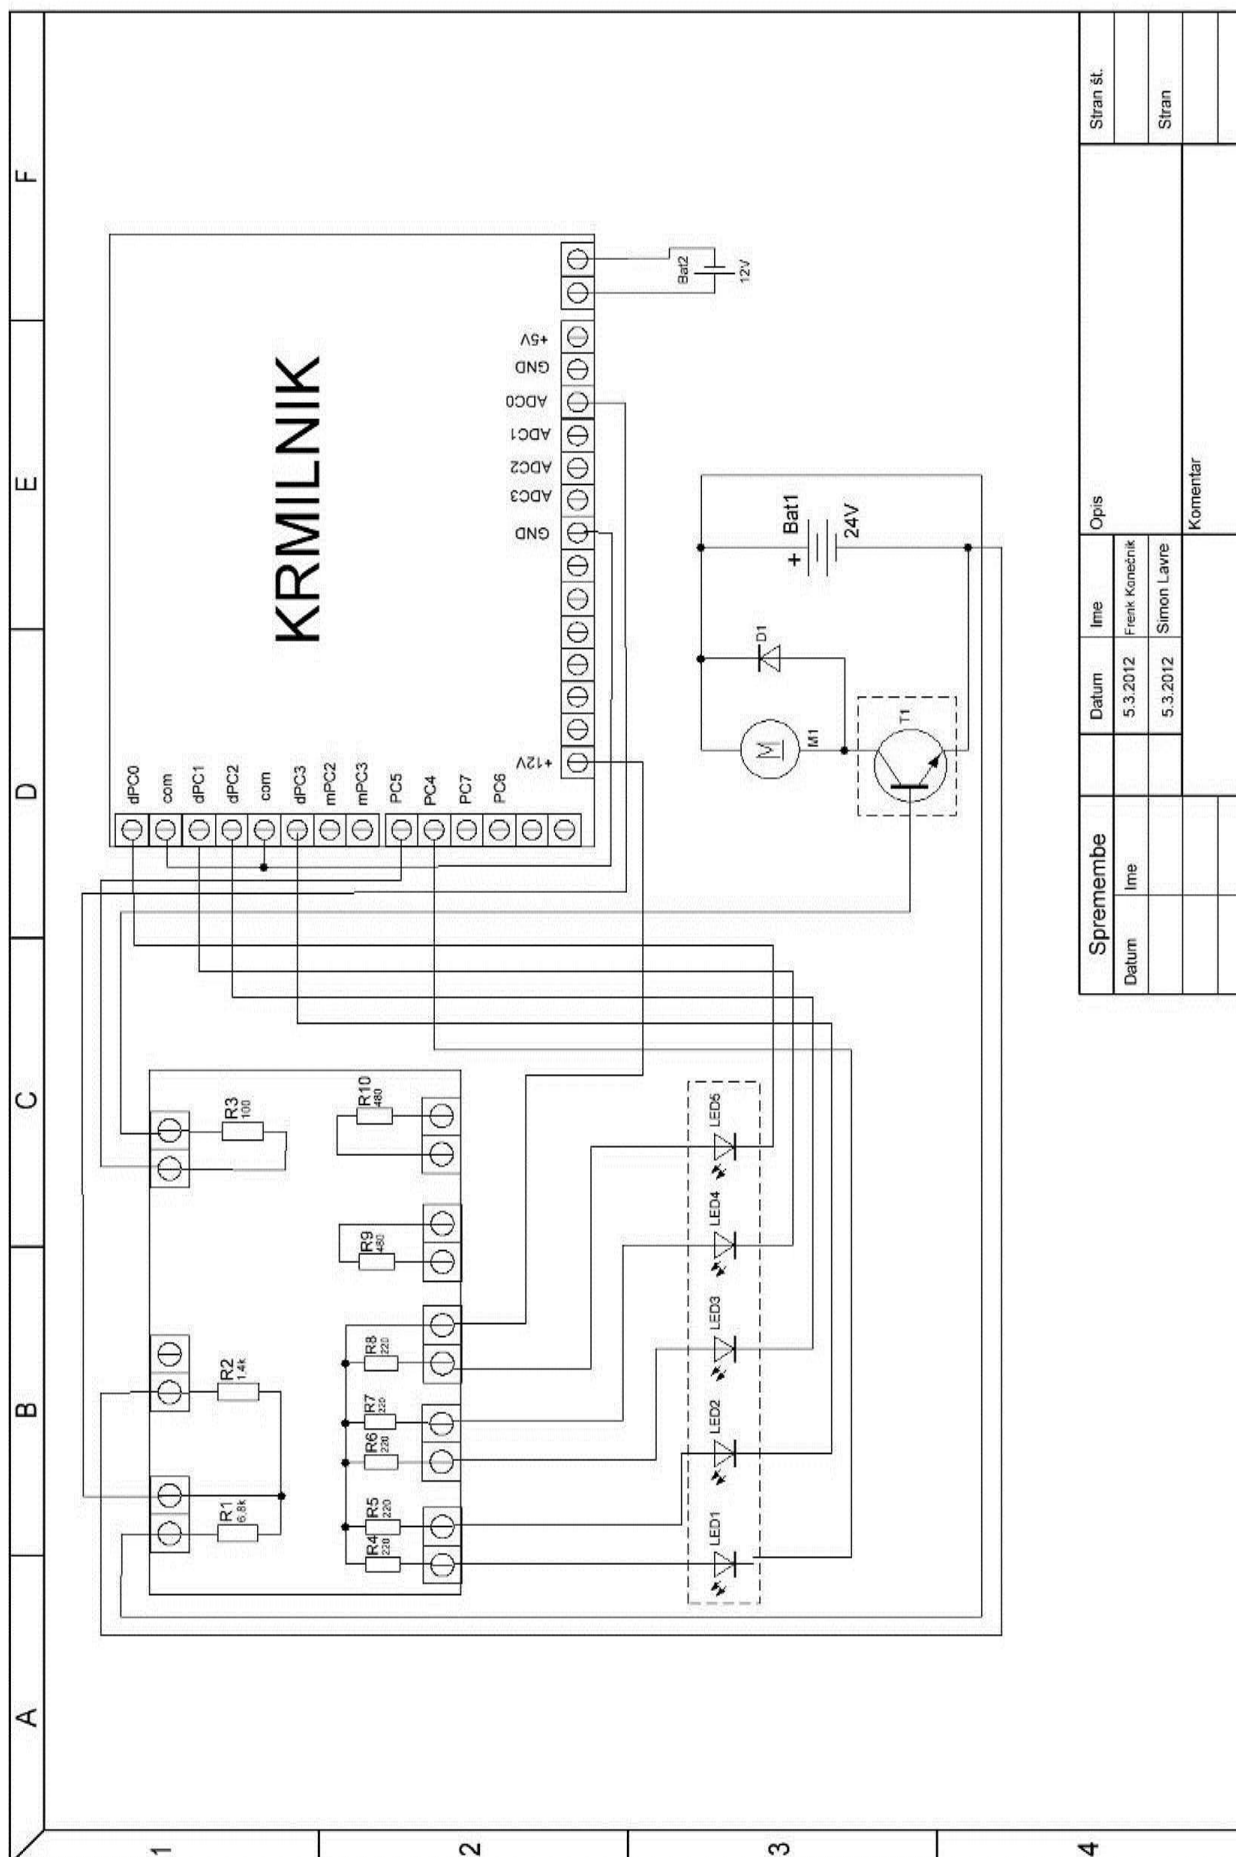 A
B
C
D
E
F
1
2
3
4
KRMILNIK
dPC0
com
dPC1
dPC2
com
dPC3
mPC2
mPC3
PC5
PC4
PC7
PC6
+12V
GND
ADC3
ADC2
ADC1
ADC0
GND
+5V
Bat2
12V
R1
6.8k
R2
1.4k
R3
100
R4
220
R5
220
R6
220
R7
220
R8
220
R9
480
R10
480
LED1
LED2
LED3
LED4
LED5
M
M1
D1
T1
+
Bat1
24V
Spremembe
Datum
Ime
Datum
Ime
Opis
Stran št.
5.3.2012
Frenk Konečnik
5.3.2012
Simon Lavre
Stran
Komentar